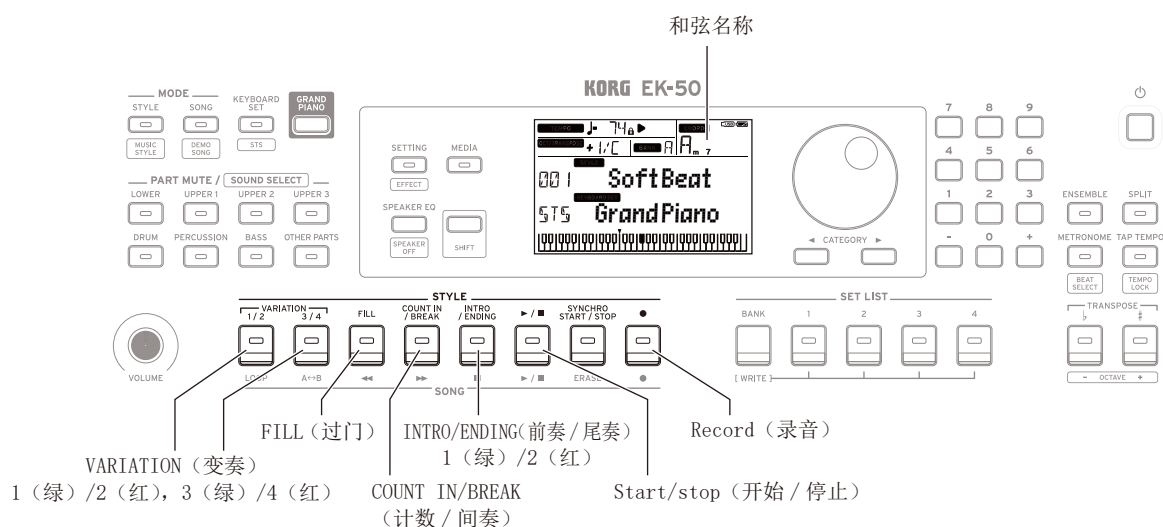 和弦名称
KORG EK-50
MODE
STYLE SONG KEYBOARD SET GRAND PIANO
MUSIC STYLE DEMO SONG STS
PART MUTE / SOUND SELECT
LOWER UPPER 1 UPPER 2 UPPER 3
DRUM PERCUSSION BASS OTHER PARTS
SETTING MEDIA
EFFECT
SPEAKER EQ
SPEAKER OFF SHIFT
♩= 74 ▶
+1/C A Am7
001 SoftBeat
STS GrandPiano
◄ CATEGORY ►
7 8 9
4 5 6
1 2 3
- 0 +
ENSEMBLE SPLIT
METRONOME TAP TEMPO
BEAT SELECT TEMPO LOCK
TRANSPOSE
♭ ♯
- OCTAVE +
VOLUME
STYLE
VARIATION
1/2 3/4 FILL COUNT IN / BREAK INTRO / ENDING ►/■ SYNCHRO START / STOP ●
LOOP A↔B ◄◄ ►► ►/■ ERASE ●
SONG
SET LIST
BANK 1 2 3 4
[ WRITE ]
FILL（过门）
INTRO/ENDING(前奏/尾奏)
1（绿）/2（红）
Record（录音）
VARIATION（变奏）
1（绿）/2（红），3（绿）/4（红）
COUNT IN/BREAK
（计数/间奏）
Start/stop（开始/停止）